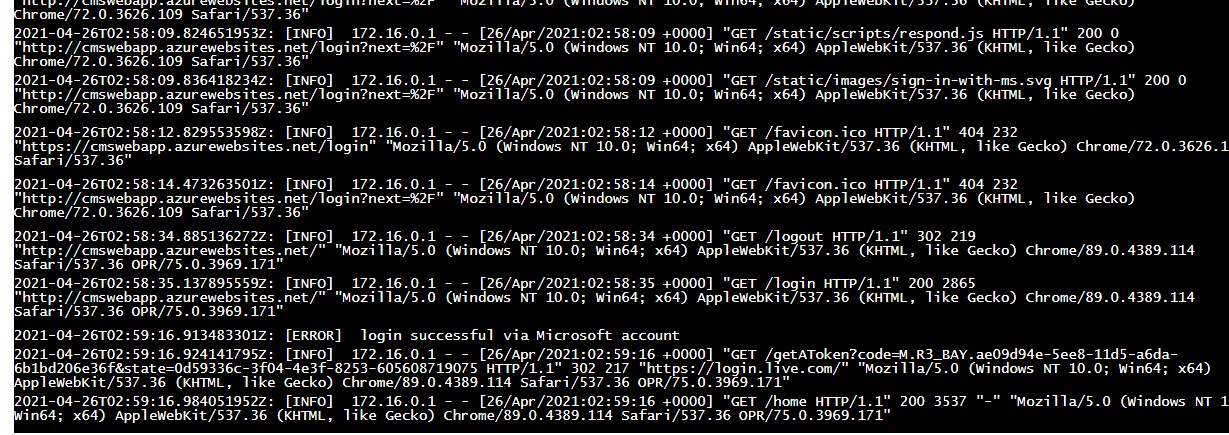 "http://cmswebapp.azurewebsites.net/login?next=%2F" "Mozilla/5.0 (Windows NT 10.0; Win64; x64) AppleWebKit/537.36 (KHTML, like Gecko)
Chrome/72.0.3626.109 Safari/537.36"
2021-04-26T02:58:09.824651953Z: [INFO]  172.16.0.1 - - [26/Apr/2021:02:58:09 +0000] "GET /static/scripts/respond.js HTTP/1.1" 200 0
"http://cmswebapp.azurewebsites.net/login?next=%2F" "Mozilla/5.0 (Windows NT 10.0; Win64; x64) AppleWebKit/537.36 (KHTML, like Gecko)
Chrome/72.0.3626.109 Safari/537.36"
2021-04-26T02:58:09.836418234Z: [INFO]  172.16.0.1 - - [26/Apr/2021:02:58:09 +0000] "GET /static/images/sign-in-with-ms.svg HTTP/1.1" 200 0
"http://cmswebapp.azurewebsites.net/login?next=%2F" "Mozilla/5.0 (Windows NT 10.0; Win64; x64) AppleWebKit/537.36 (KHTML, like Gecko)
Chrome/72.0.3626.109 Safari/537.36"
2021-04-26T02:58:12.829553598Z: [INFO]  172.16.0.1 - - [26/Apr/2021:02:58:12 +0000] "GET /favicon.ico HTTP/1.1" 404 232
"https://cmswebapp.azurewebsites.net/login" "Mozilla/5.0 (Windows NT 10.0; Win64; x64) AppleWebKit/537.36 (KHTML, like Gecko) Chrome/72.0.3626.1
Safari/537.36"
2021-04-26T02:58:14.473263501Z: [INFO]  172.16.0.1 - - [26/Apr/2021:02:58:14 +0000] "GET /favicon.ico HTTP/1.1" 404 232
"http://cmswebapp.azurewebsites.net/login?next=%2F" "Mozilla/5.0 (Windows NT 10.0; Win64; x64) AppleWebKit/537.36 (KHTML, like Gecko)
Chrome/72.0.3626.109 Safari/537.36"
2021-04-26T02:58:34.885136272Z: [INFO]  172.16.0.1 - - [26/Apr/2021:02:58:34 +0000] "GET /logout HTTP/1.1" 302 219
"http://cmswebapp.azurewebsites.net/" "Mozilla/5.0 (Windows NT 10.0; Win64; x64) AppleWebKit/537.36 (KHTML, like Gecko) Chrome/89.0.4389.114
Safari/537.36 OPR/75.0.3969.171"
2021-04-26T02:58:35.137895559Z: [INFO]  172.16.0.1 - - [26/Apr/2021:02:58:35 +0000] "GET /login HTTP/1.1" 200 2865
"http://cmswebapp.azurewebsites.net/" "Mozilla/5.0 (Windows NT 10.0; Win64; x64) AppleWebKit/537.36 (KHTML, like Gecko) Chrome/89.0.4389.114
Safari/537.36 OPR/75.0.3969.171"
2021-04-26T02:59:16.913483301Z: [ERROR]  login successful via Microsoft account
2021-04-26T02:59:16.924141795Z: [INFO]  172.16.0.1 - - [26/Apr/2021:02:59:16 +0000] "GET /getAToken?code=M.R3_BAY.ae09d94e-5ee8-11d5-a6da-
6b1bd206e36f&state=0d59336c-3f04-4e3f-8253-605608719075 HTTP/1.1" 302 217 "https://login.live.com/" "Mozilla/5.0 (Windows NT 10.0; Win64; x64)
AppleWebKit/537.36 (KHTML, like Gecko) Chrome/89.0.4389.114 Safari/537.36 OPR/75.0.3969.171"
2021-04-26T02:59:16.984051952Z: [INFO]  172.16.0.1 - - [26/Apr/2021:02:59:16 +0000] "GET /home HTTP/1.1" 200 3537 "-" "Mozilla/5.0 (Windows NT 1
Win64; x64) AppleWebKit/537.36 (KHTML, like Gecko) Chrome/89.0.4389.114 Safari/537.36 OPR/75.0.3969.171"